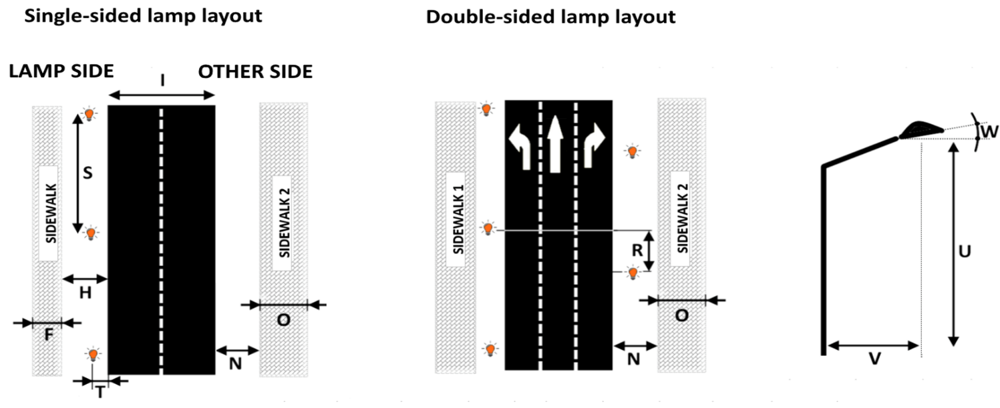 Single-sided lamp layout
Double-sided lamp layout
LAMP SIDE
OTHER SIDE
I
S
SIDEWALK
SIDEWALK 2
H
F
O
N
T
SIDEWALK 1
SIDEWALK 2
R
O
N
W
U
V